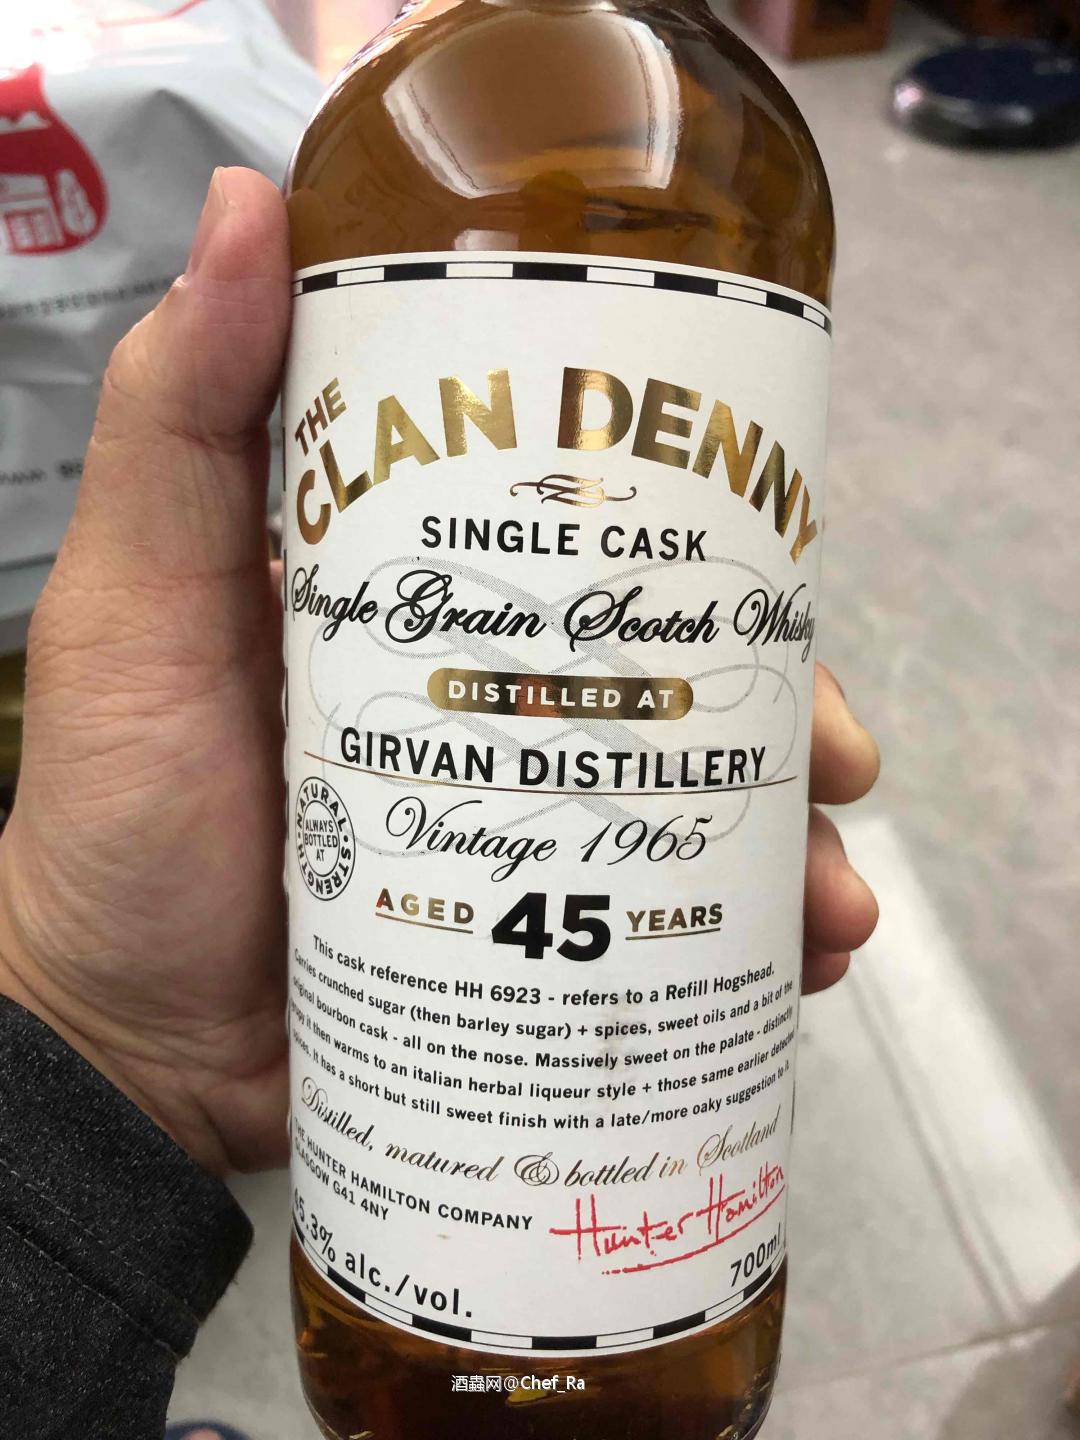 THE
CLAN DENNY
SINGLE CASK
Single Grain Scotch Whisky
DISTILLED AT
GIRVAN DISTILLERY
Vintage 1965
NATURAL STRENGTH
ALWAYS
BOTTLED
AT
AGED 45 YEARS
This cask reference HH 6923 - refers to a Refill Hogshead.
Carries crunched sugar (then barley sugar) + spices, sweet oils and a bit of the
original bourbon cask - all on the nose. Massively sweet on the palate - distinctly
it then warms to an italian herbal liqueur style + those same earlier detected
spices. It has a short but still sweet finish with a late/more oaky suggestion to it.
Distilled, matured & bottled in Scotland
THE HUNTER HAMILTON COMPANY
GLASGOW G41 4NY
Hunter Hamilton
.3% alc./vol.
700ml
酒蟲网@Chef_Ra